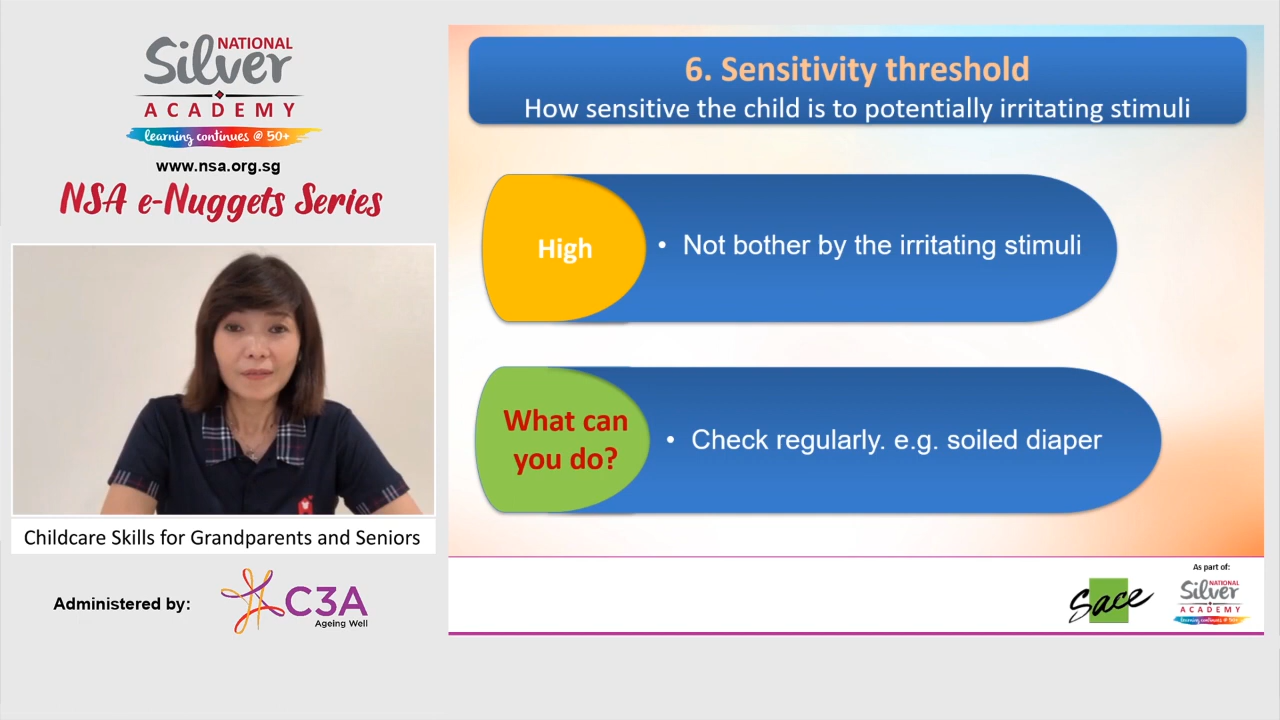 NATIONAL
Silver
ACADEMY
learning continues @ 50+
www.nsa.org.sg
NSA e-Nuggets Series
Childcare Skills for Grandparents and Seniors
Administered by:
C3A
Ageing Well
6. Sensitivity threshold
How sensitive the child is to potentially irritating stimuli
High
• Not bother by the irritating stimuli
What can
you do?
• Check regularly. e.g. soiled diaper
Sace
As part of:
NATIONAL
Silver
ACADEMY
learning continues @ 50+